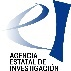 AGENCIA
ESTATAL DE
INVESTIGACIÓN